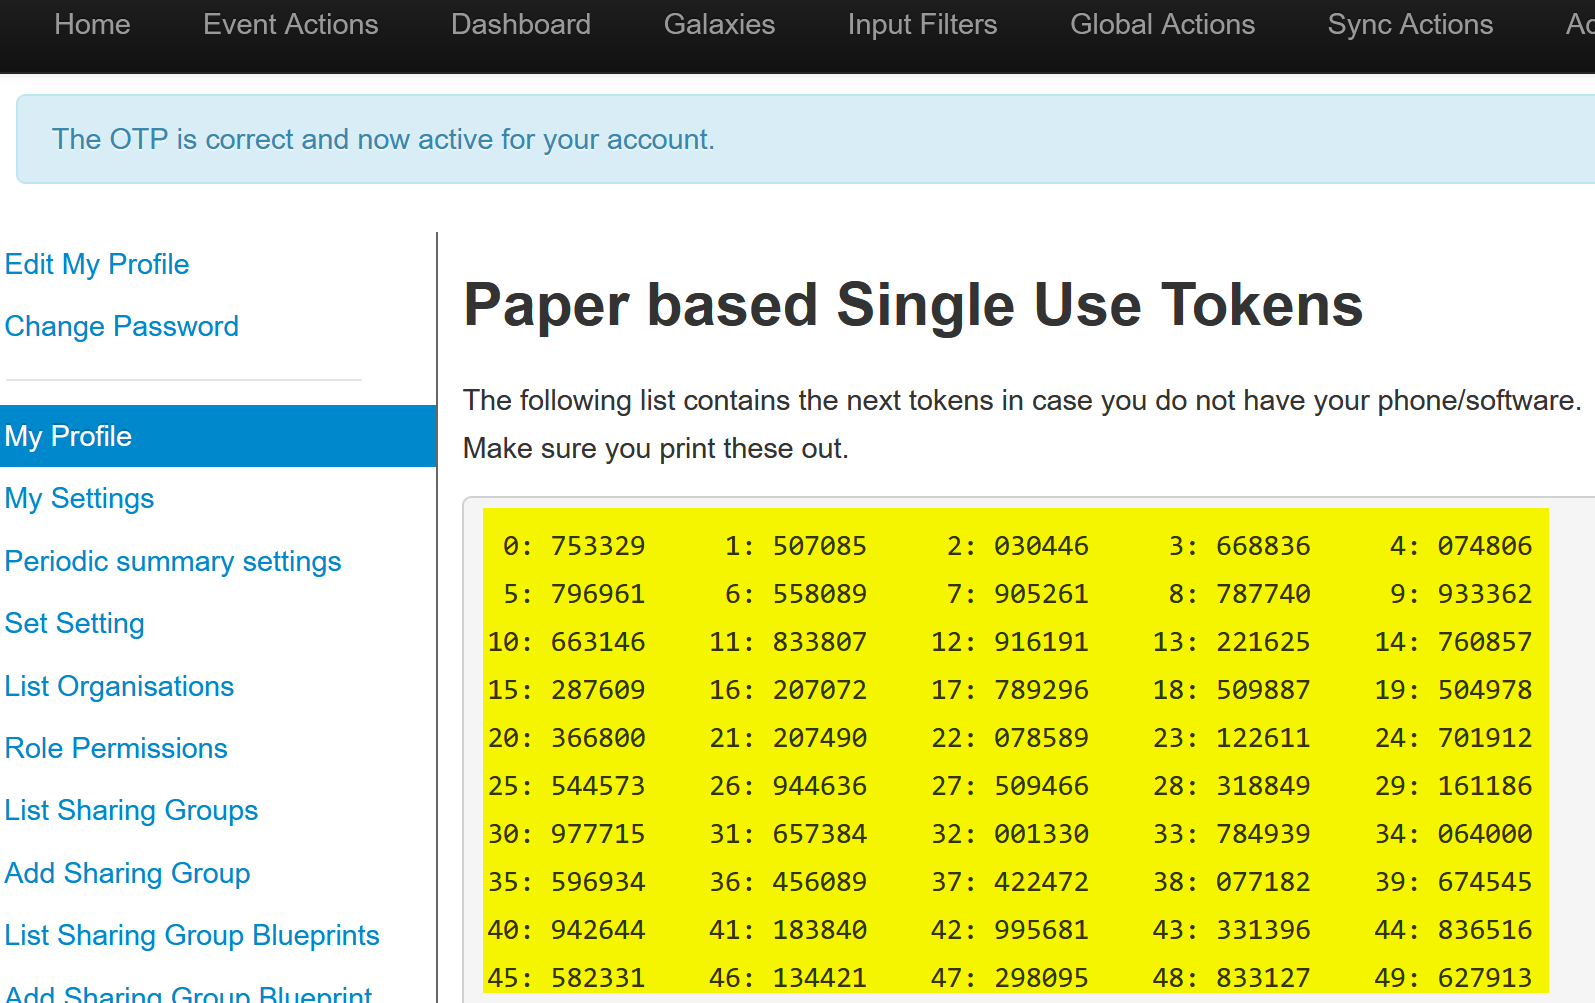 Home Event Actions Dashboard Galaxies Input Filters Global Actions Sync Actions
The OTP is correct and now active for your account.
Edit My Profile
Change Password
My Profile
My Settings
Periodic summary settings
Set Setting
List Organisations
Role Permissions
List Sharing Groups
Add Sharing Group
List Sharing Group Blueprints
Add Sharing Group Blueprint
Paper based Single Use Tokens
The following list contains the next tokens in case you do not have your phone/software.
Make sure you print these out.
0: 753329 1: 507085 2: 030446 3: 668836 4: 074806
5: 796961 6: 558089 7: 905261 8: 787740 9: 933362
10: 663146 11: 833807 12: 916191 13: 221625 14: 760857
15: 287609 16: 207072 17: 789296 18: 509887 19: 504978
20: 366800 21: 207490 22: 078589 23: 122611 24: 701912
25: 544573 26: 944636 27: 509466 28: 318849 29: 161186
30: 977715 31: 657384 32: 001330 33: 784939 34: 064000
35: 596934 36: 456089 37: 422472 38: 077182 39: 674545
40: 942644 41: 183840 42: 995681 43: 331396 44: 836516
45: 582331 46: 134421 47: 298095 48: 833127 49: 627913